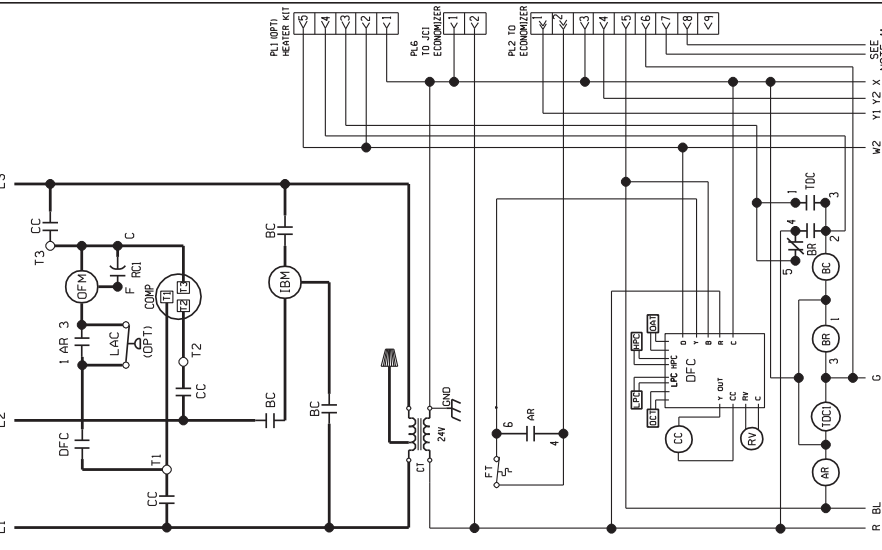 PL1 (OPT)
HEATER KIT
5
4
3
2
1
PL6
TO JCI
ECONOMIZER
1
2
PL2 TO
ECONOMIZER
1
2
3
4
5
6
7
8
9
SEE
X
Y2
Y1
W2
L3
CC
T3
OFM
C
RC1
F
COMP
T1
T2
T3
1 AR 3
LAC
(OPT)
T2
CC
BC
IBM
BC
BC
L2
DFC
T1
CC
L1
GND
24V
CT
6
AR
4
FT
OAT
HPC
LPC
OCT
HPC
LPC
DFC
O
Y
B
R
C
Y OUT
CC
RV
C
CC
RV
1
TDC
3
4
BR
2
5
BC
BR
1
3
TDC1
AR
G
BL
R